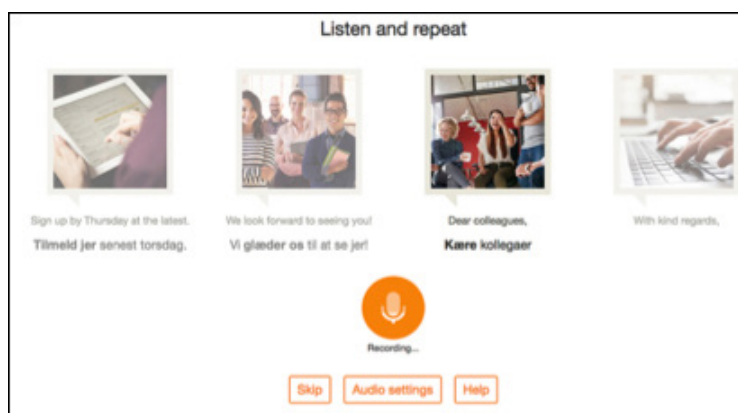 Listen and repeat
Sign up by Thursday at the latest.
Tilmeld jer senest torsdag.
We look forward to seeing you!
Vi glæder os til at se jer!
Dear colleagues,
Kære kollegaer
With kind regards,
Recording...
Skip
Audio settings
Help